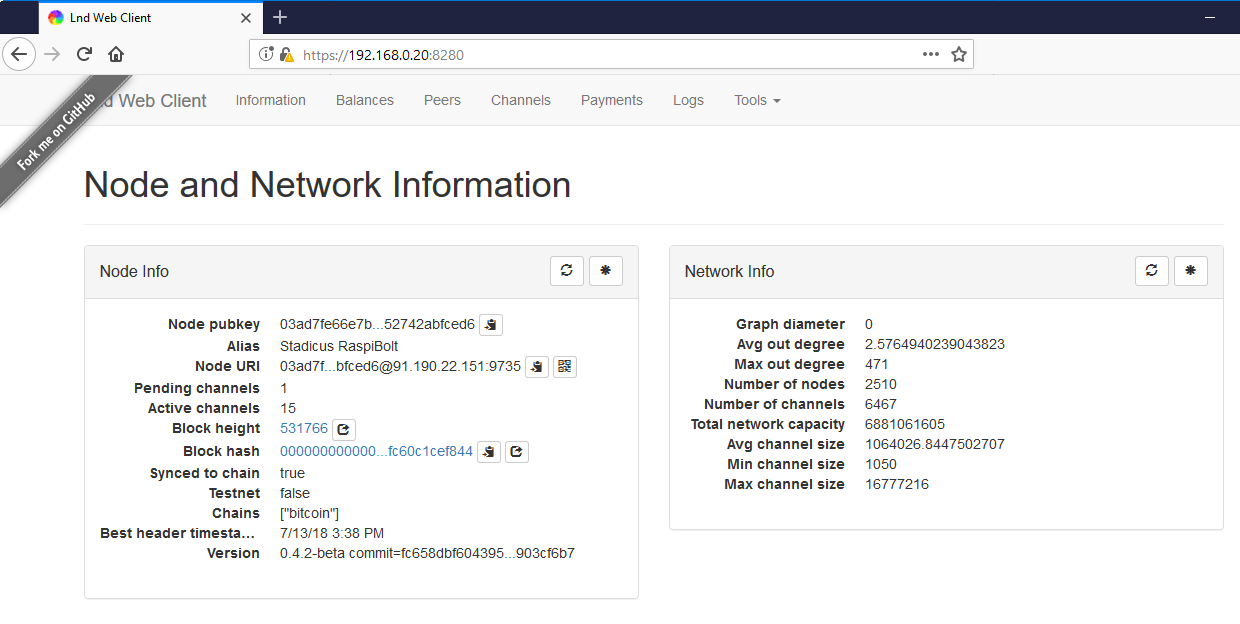 Lnd Web Client
https://192.168.0.20:8280
Fork me on GitHub
d Web Client Information Balances Peers Channels Payments Logs Tools
Node and Network Information
Node Info
Node pubkey 03ad7fe66e7b...52742abfced6
Alias Stadicus RaspiBolt
Node URI 03ad7f...bfced6@91.190.22.151:9735
Pending channels 1
Active channels 15
Block height 531766
Block hash 000000000000...fc60c1cef844
Synced to chain true
Testnet false
Chains ["bitcoin"]
Best header timesta... 7/13/18 3:38 PM
Version 0.4.2-beta commit=fc658dbf604395...903cf6b7
Network Info
Graph diameter 0
Avg out degree 2.5764940239043823
Max out degree 471
Number of nodes 2510
Number of channels 6467
Total network capacity 6881061605
Avg channel size 1064026.8447502707
Min channel size 1050
Max channel size 16777216